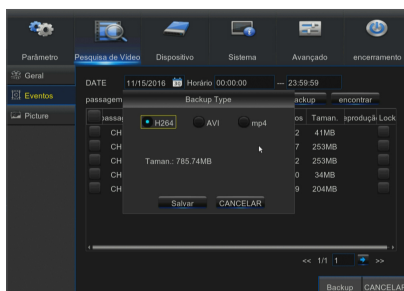 Parâmetro Pesquisa de Vídeo Dispositivo Sistema Avançado encerramento
Geral
Eventos
Picture
DATE 11/15/2016 Horário 00:00:00 — 23:59:59
passagem ackup encontrar
Backup Type
passa os Taman. eproduçã Lock
H264 AVI mp4
CH 2 41MB
CH 7 253MB
CH 2 253MB
CH 0 34MB
CH 9 204MB
Taman.: 785.74MB
Salvar CANCELAR
<< 1/1 1 >>
Backup CANCELAR